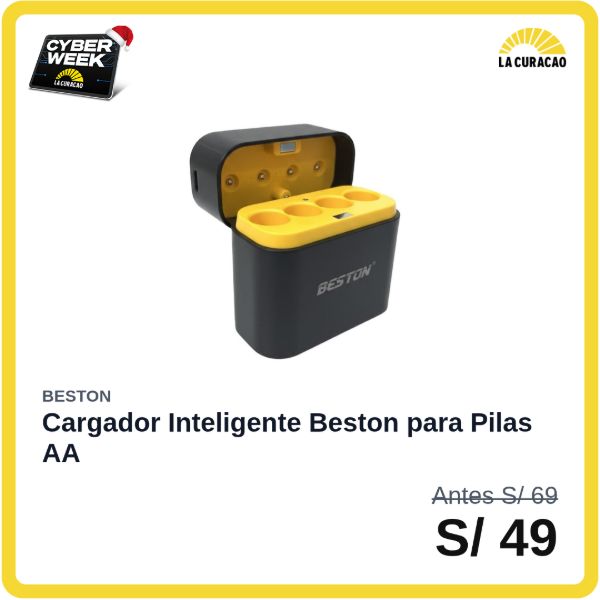 CYBER
WEEK
LA CURACAO
LA CURACAO
BESTON
BESTON
Cargador Inteligente Beston para Pilas
AA
Antes S/ 69
S/ 49